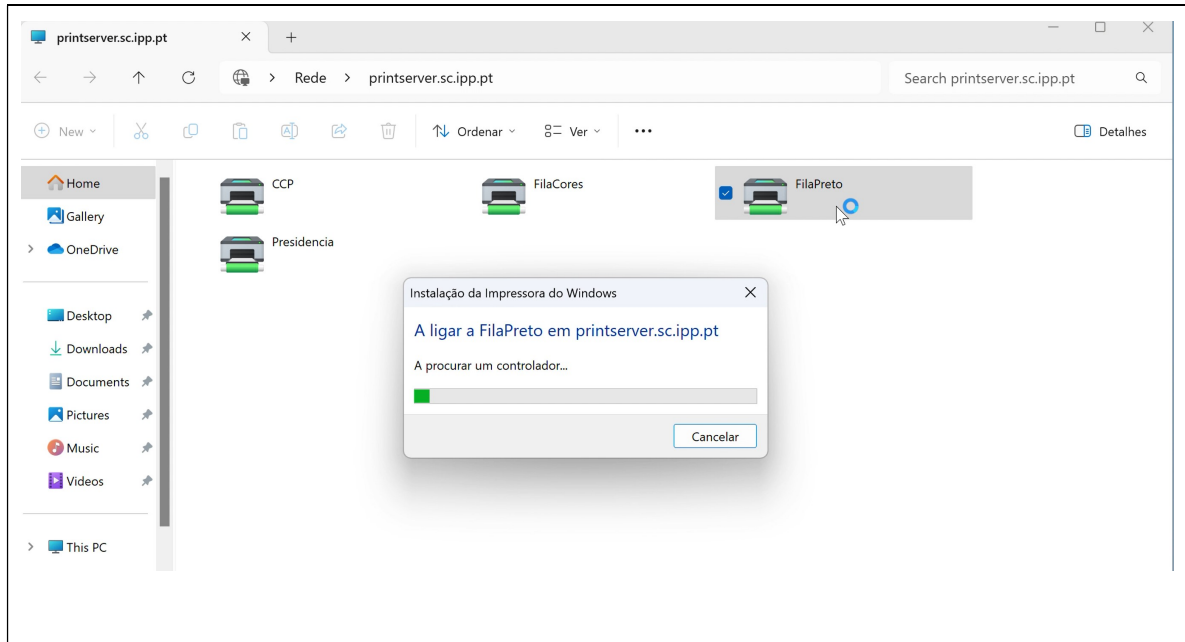 printserver.sc.ipp.pt
Rede > printserver.sc.ipp.pt
Search printserver.sc.ipp.pt
New
Ordenar
Ver
Detalhes
Home
Gallery
OneDrive
Desktop
Downloads
Documents
Pictures
Music
Videos
This PC
CCP
FilaCores
FilaPreto
Presidencia
Instalação da Impressora do Windows
A ligar a FilaPreto em printserver.sc.ipp.pt
A procurar um controlador...
Cancelar